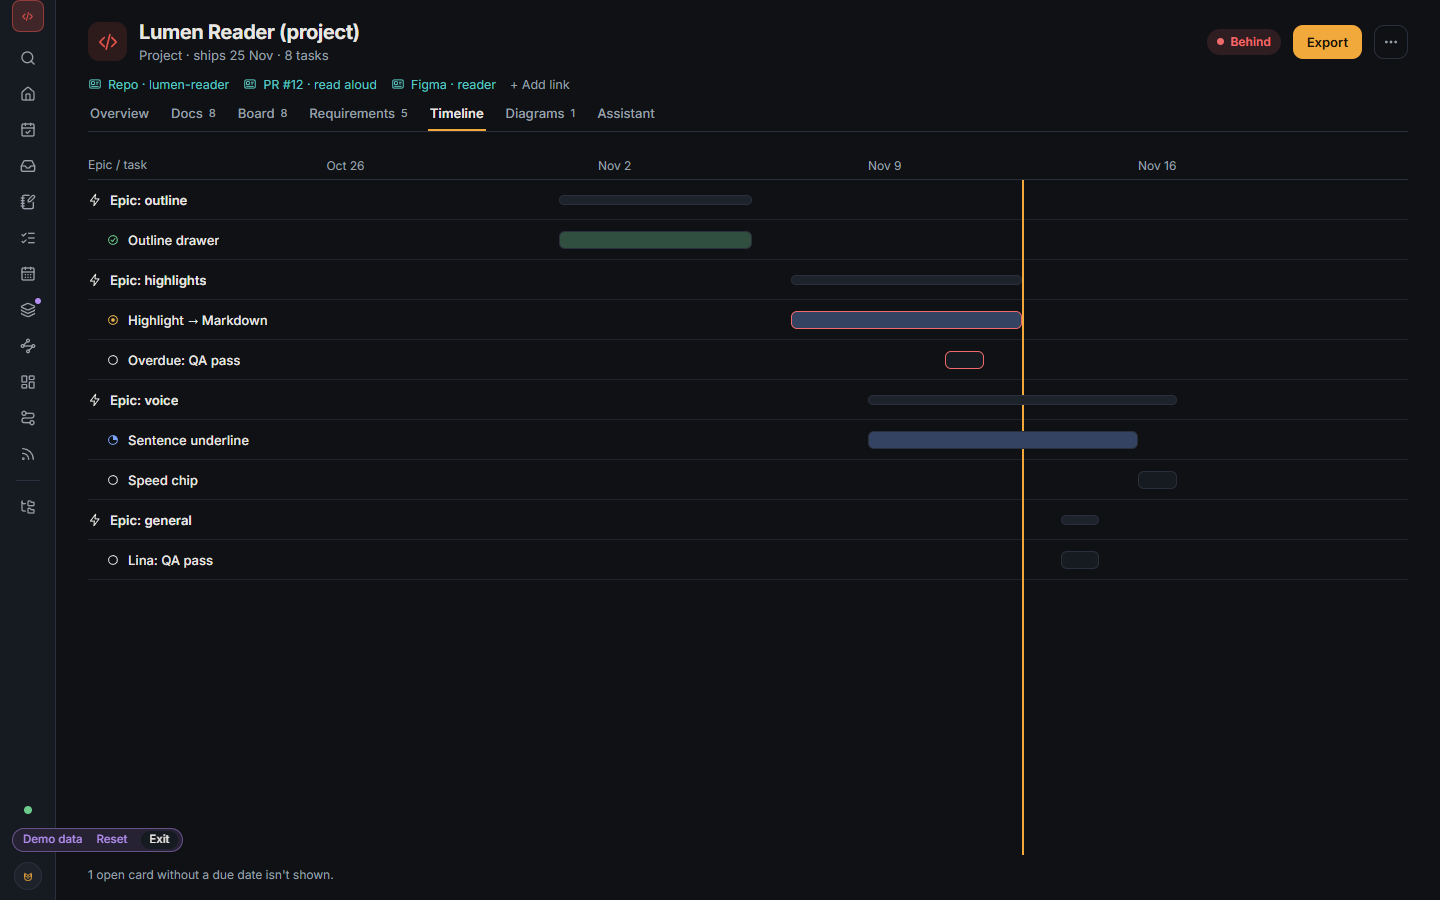 Lumen Reader (project)
Project · ships 25 Nov · 8 tasks
Behind
Export
Repo · lumen-reader
PR #12 · read aloud
Figma · reader
+ Add link
Overview
Docs 8
Board 8
Requirements 5
Timeline
Diagrams 1
Assistant
Epic / task
Oct 26
Nov 2
Nov 9
Nov 16
Epic: outline
Outline drawer
Epic: highlights
Highlight → Markdown
Overdue: QA pass
Epic: voice
Sentence underline
Speed chip
Epic: general
Lina: QA pass
Demo data
Reset
Exit
1 open card without a due date isn't shown.